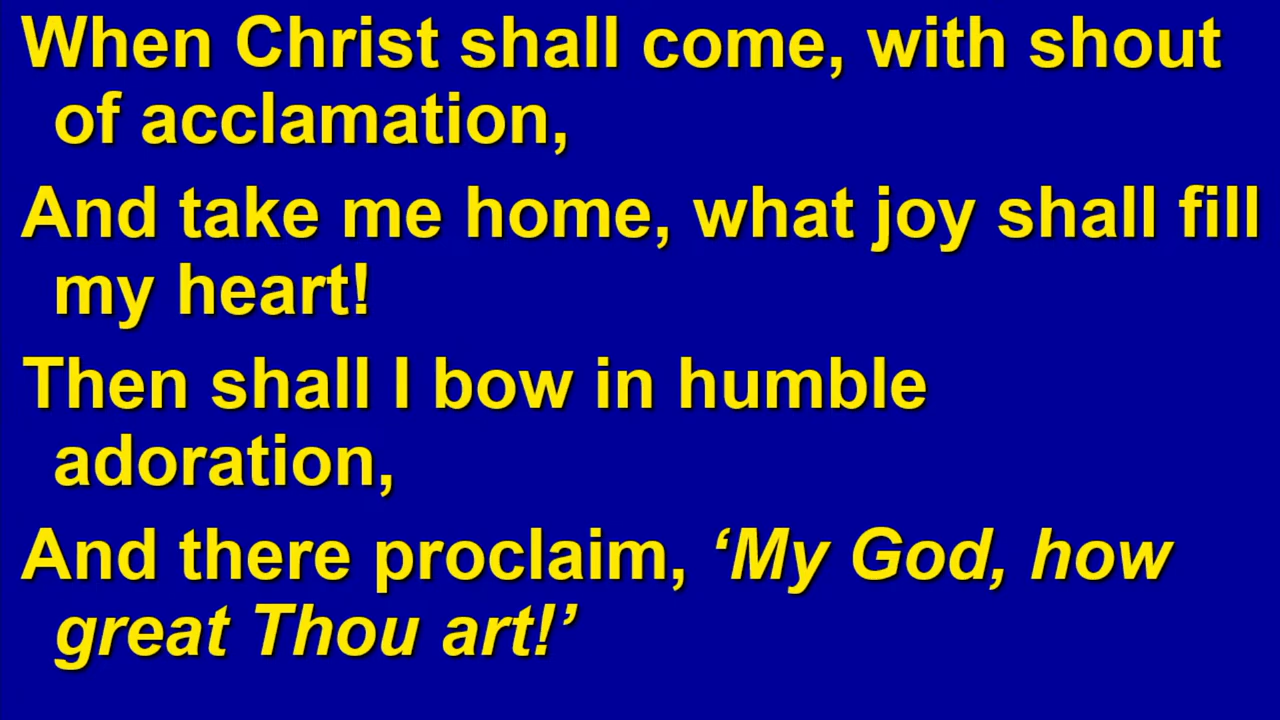 When Christ shall come, with shout
of acclamation,
And take me home, what joy shall fill
my heart!
Then shall I bow in humble
adoration,
And there proclaim, ‘My God, how
great Thou art!’